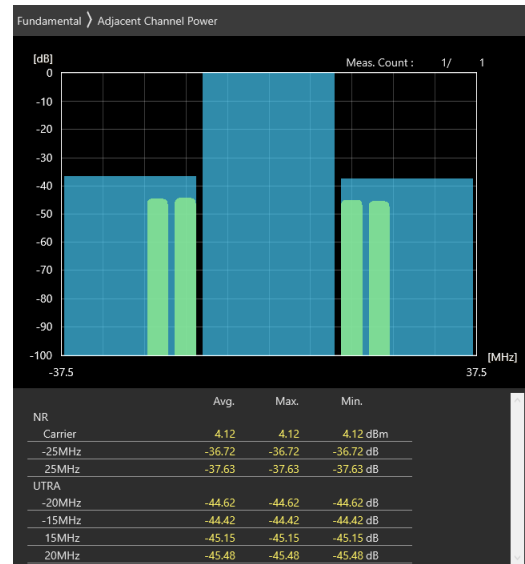 Fundamental 〉 Adjacent Channel Power
[dB] Meas. Count : 1/ 1
0
-10
-20
-30
-40
-50
-60
-70
-80
-90
-100 [MHz]
-37.5 37.5
Avg. Max. Min.
NR
Carrier 4.12 4.12 4.12 dBm
-25MHz -36.72 -36.72 -36.72 dB
25MHz -37.63 -37.63 -37.63 dB
UTRA
-20MHz -44.62 -44.62 -44.62 dB
-15MHz -44.42 -44.42 -44.42 dB
15MHz -45.15 -45.15 -45.15 dB
20MHz -45.48 -45.48 -45.48 dB